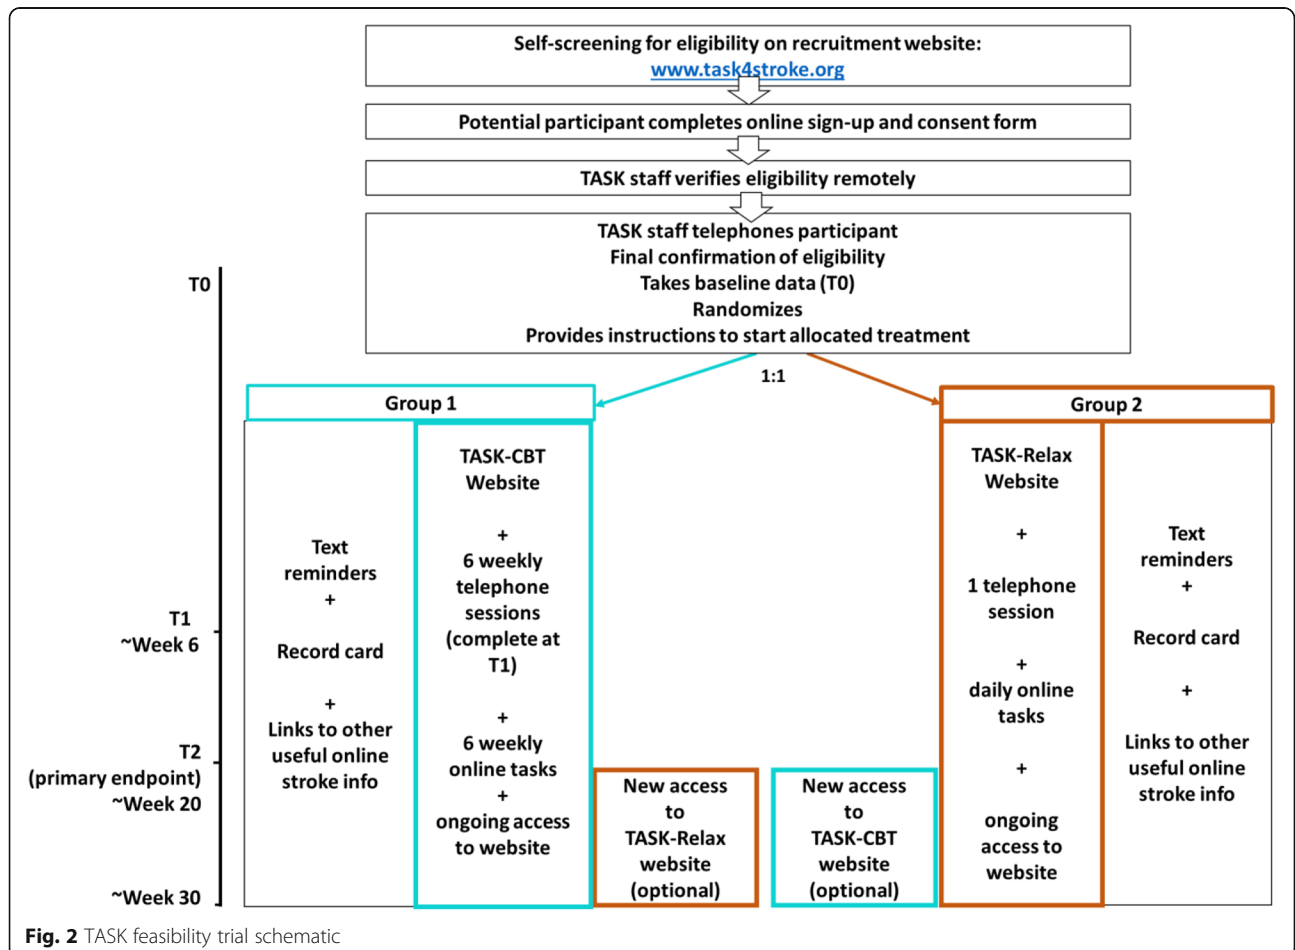 Self-screening for eligibility on recruitment website:
www.task4stroke.org
Potential participant completes online sign-up and consent form
TASK staff verifies eligibility remotely
TASK staff telephones participant
Final confirmation of eligibility
Takes baseline data (T0)
Randomizes
Provides instructions to start allocated treatment
T0
1:1
Group 1
Group 2
Text
reminders
+
Record card
+
Links to other
useful online
stroke info
TASK-CBT
Website
+
6 weekly
telephone
sessions
(complete at
T1)
+
6 weekly
online tasks
+
ongoing access
to website
New access
to
TASK-Relax
website
(optional)
New access
to
TASK-CBT
website
(optional)
TASK-Relax
Website
+
1 telephone
session
+
daily online
tasks
+
ongoing
access to
website
Text
reminders
+
Record card
+
Links to other
useful online
stroke info
T1
~Week 6
T2
(primary endpoint)
~Week 20
~Week 30
Fig. 2 TASK feasibility trial schematic